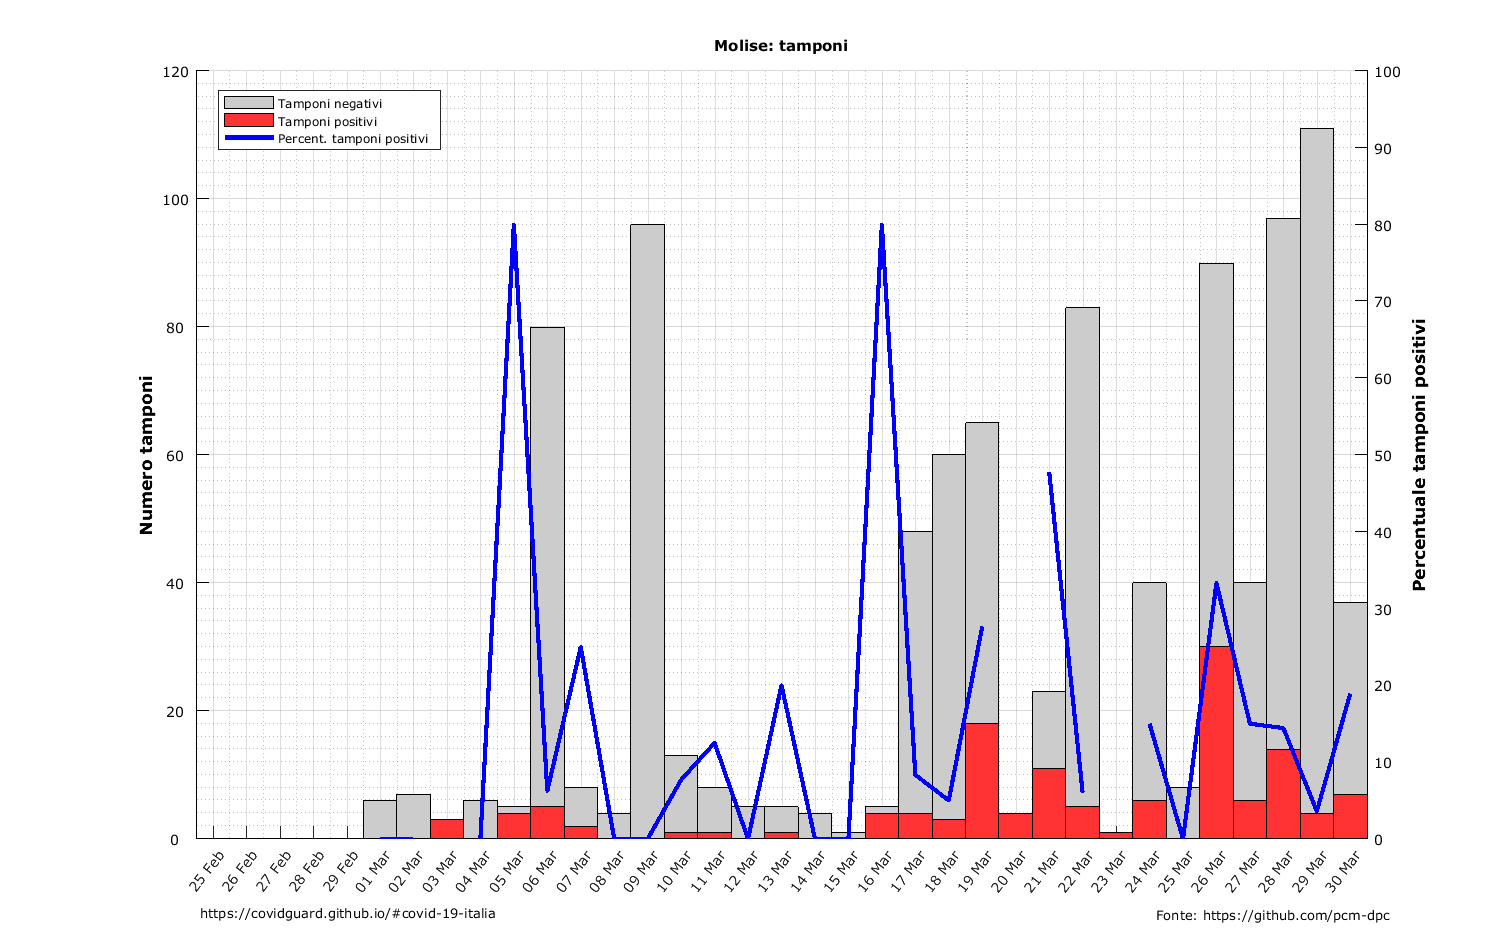 Molise: tamponi
120
100
80
60
40
20
0
100
90
80
70
60
50
40
30
20
10
0
Tamponi negativi
Tamponi positivi
Percent. tamponi positivi
Numero tamponi
Percentuale tamponi positivi
25 Feb
26 Feb
27 Feb
28 Feb
29 Feb
01 Mar
02 Mar
03 Mar
04 Mar
05 Mar
06 Mar
07 Mar
08 Mar
09 Mar
10 Mar
11 Mar
12 Mar
13 Mar
14 Mar
15 Mar
16 Mar
17 Mar
18 Mar
19 Mar
20 Mar
21 Mar
22 Mar
23 Mar
24 Mar
25 Mar
26 Mar
27 Mar
28 Mar
29 Mar
30 Mar
https://covidguard.github.io/#covid-19-italia
Fonte: https://github.com/pcm-dpc